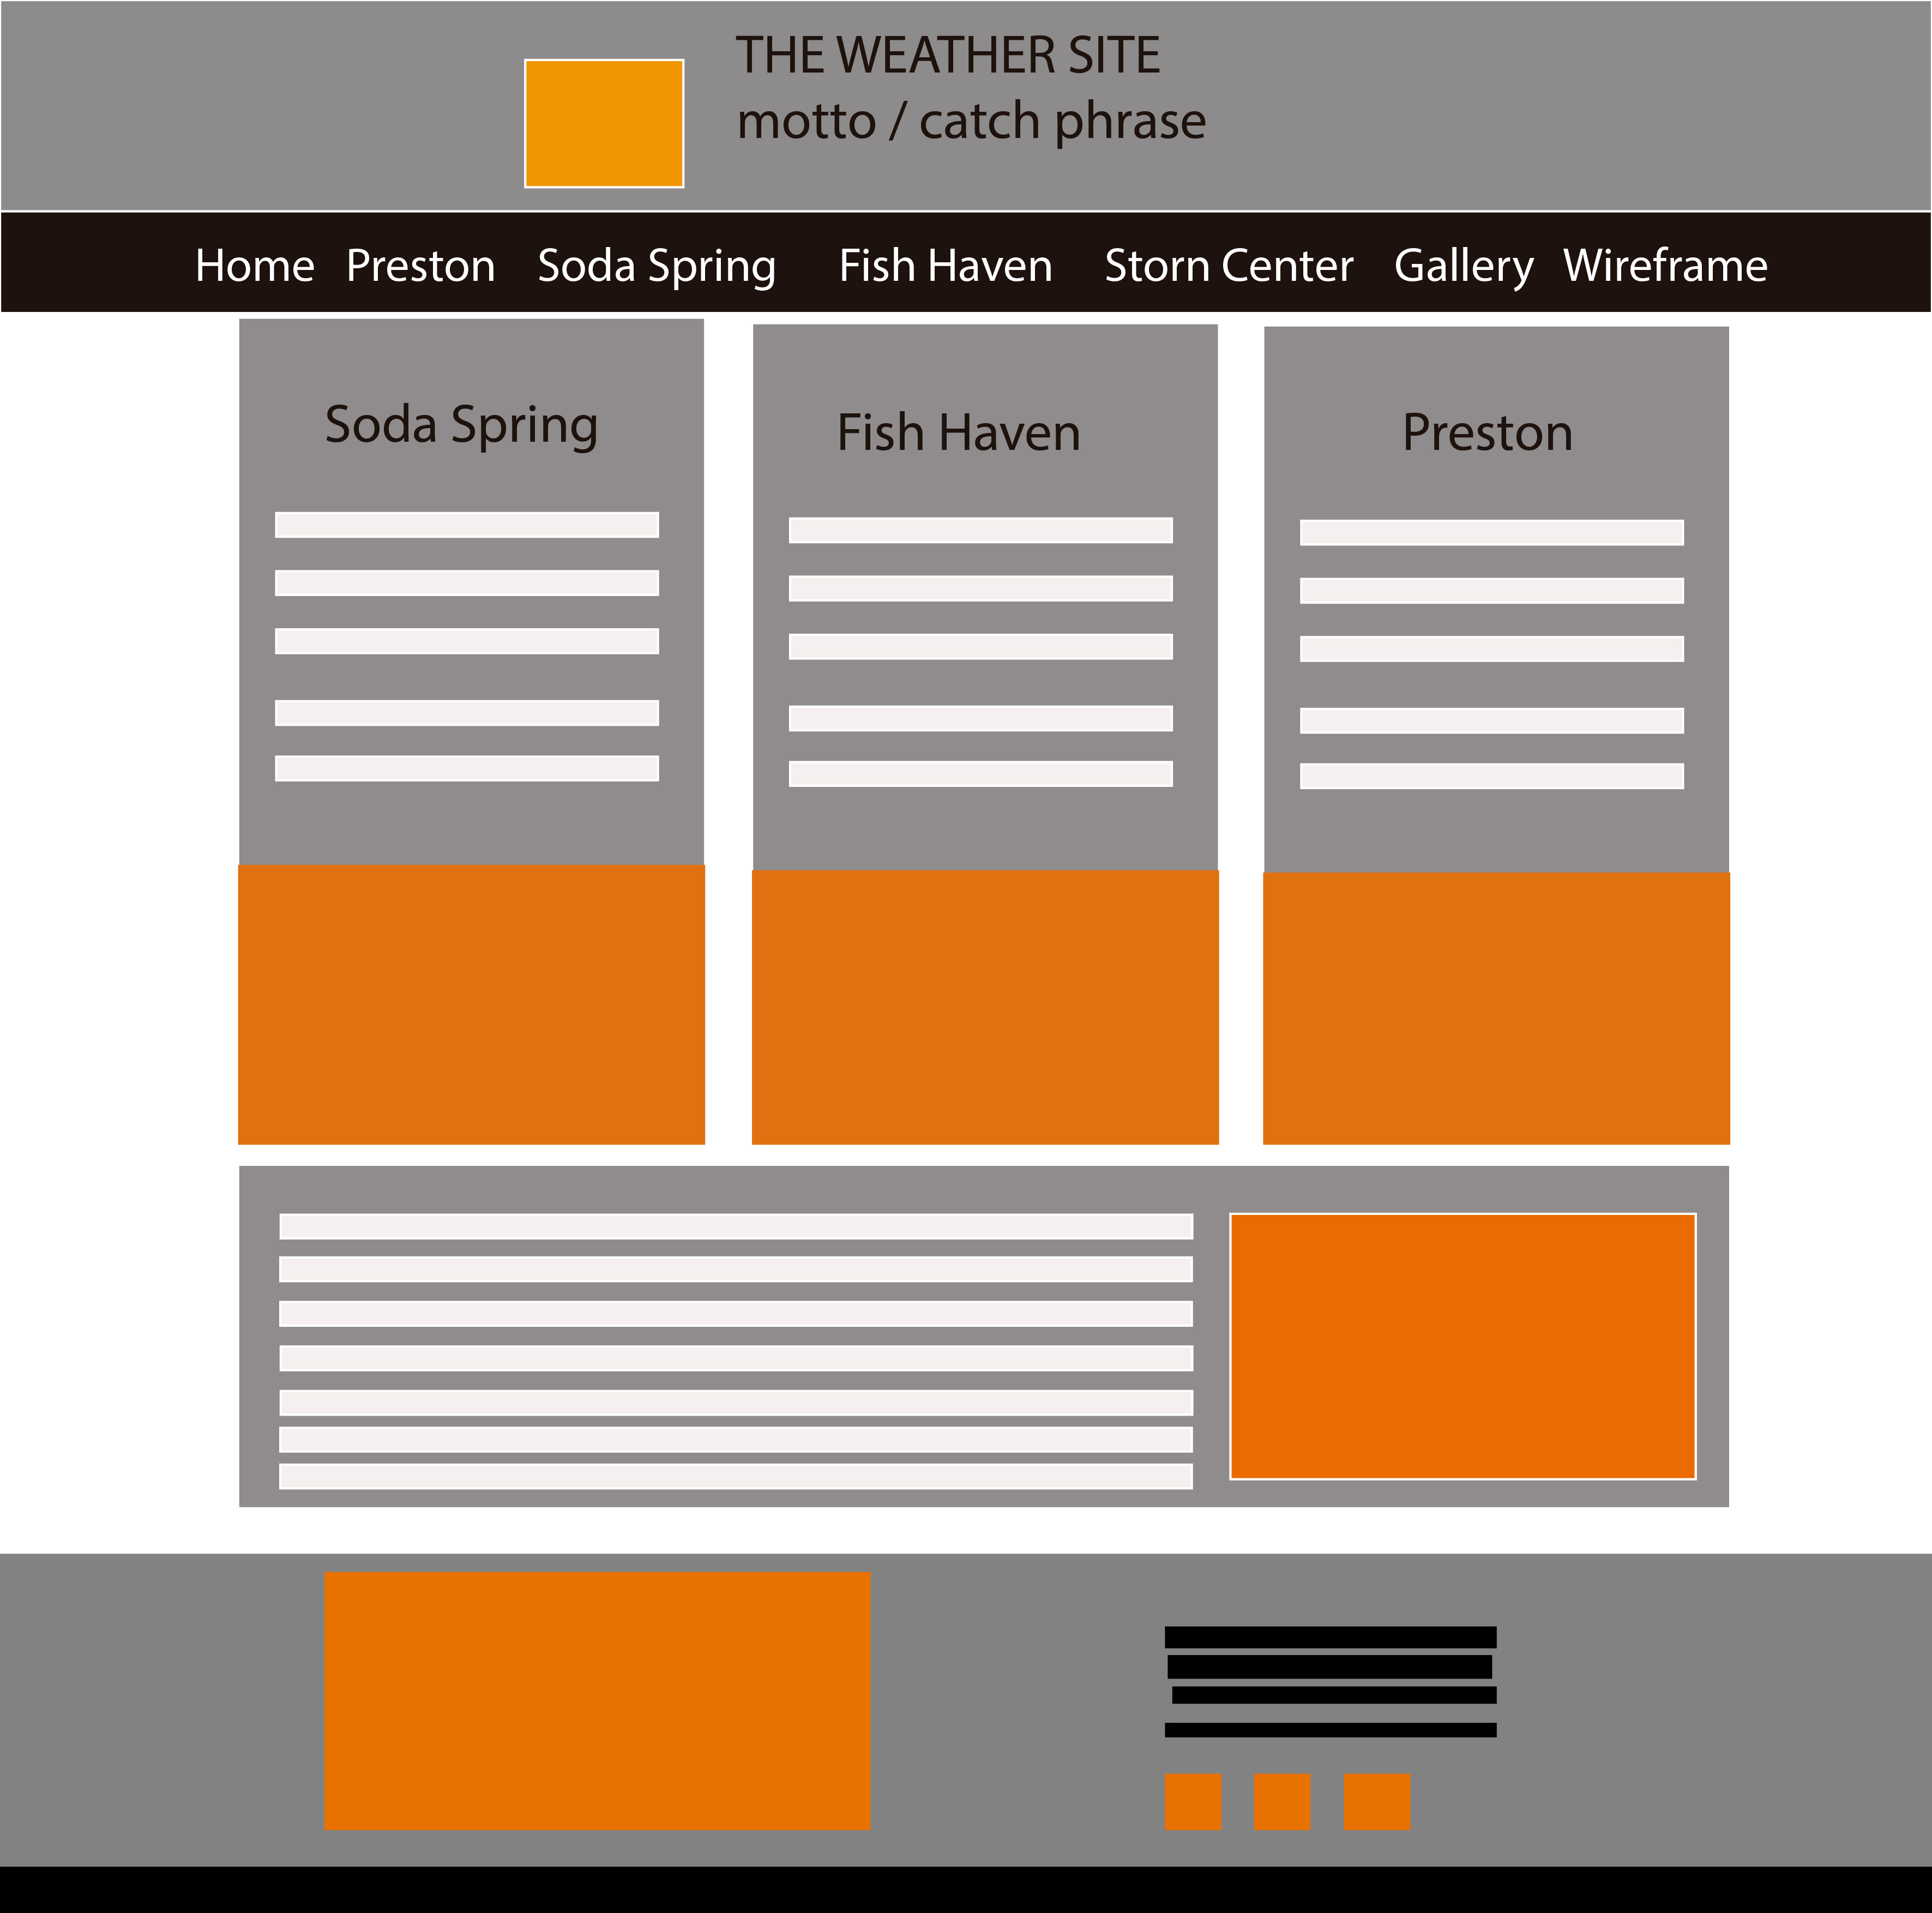 THE WEATHER SITE
motto / catch phrase
Home Preston Soda Spring Fish Haven Storn Center Gallery Wireframe
Soda Spring
Fish Haven
Preston